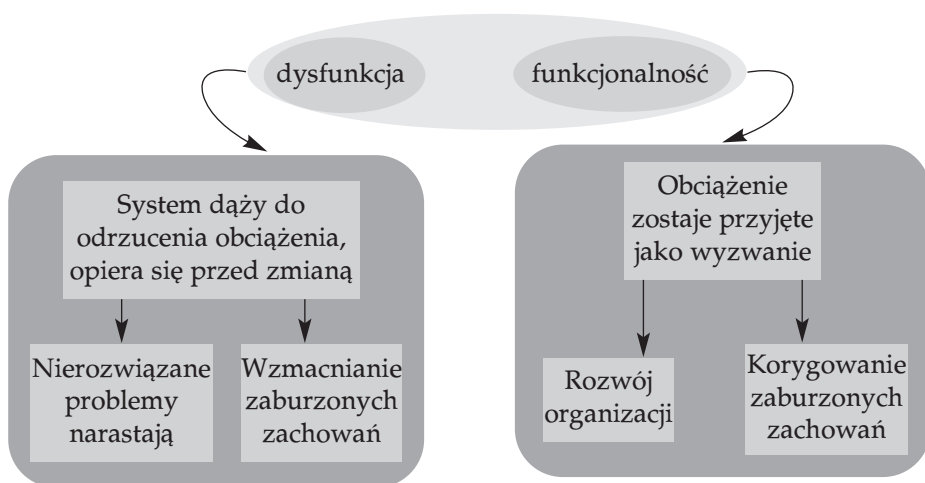 dysfunkcja
funkcjonalność
System dąży do
odrzucenia obciążenia,
opiera się przed zmianą
Nierozwiązane
problemy
narastają
Wzmacnianie
zaburzonych
zachowań
Obciążenie
zostaje przyjęte
jako wyzwanie
Rozwój
organizacji
Korygowanie
zaburzonych
zachowań